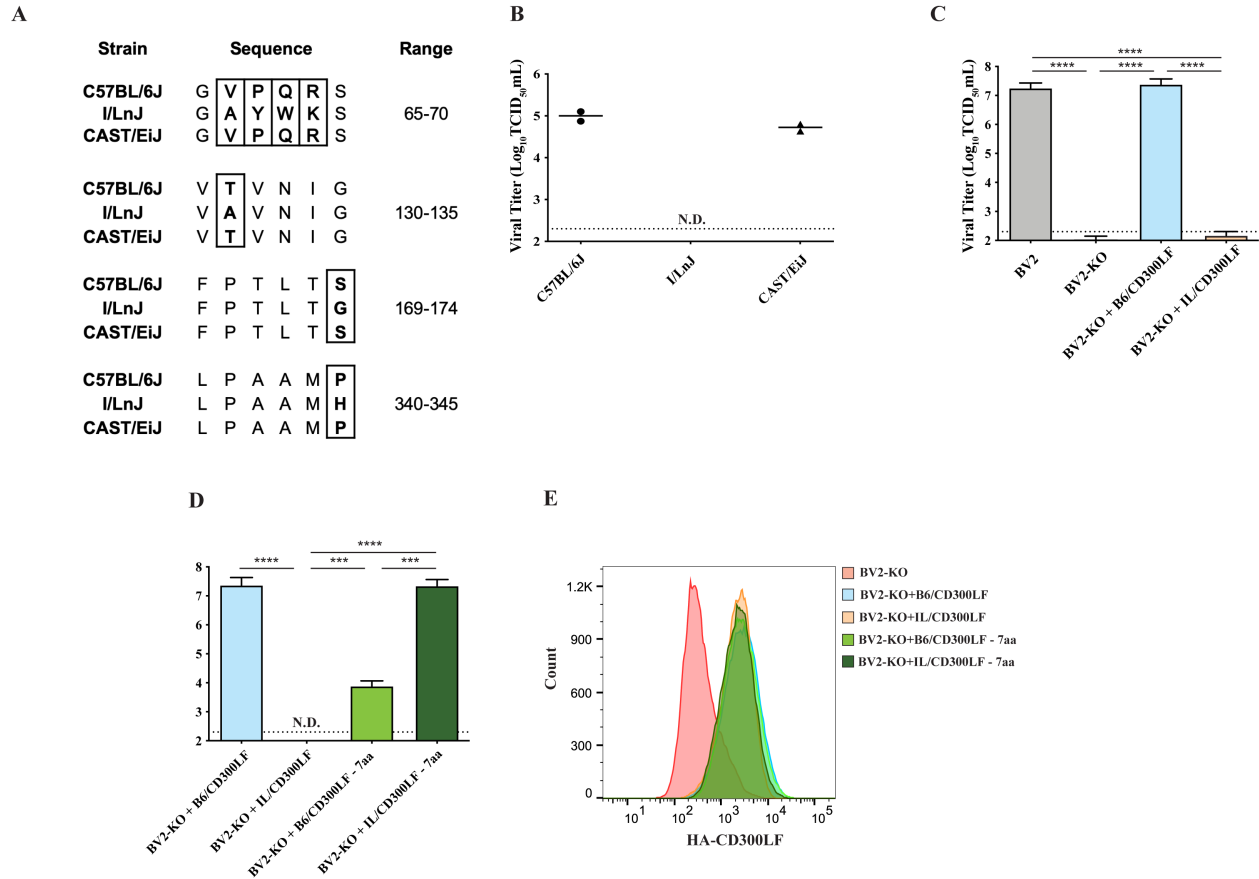 A
Strain Sequence Range
C57BL/6J G V P Q R S
I/LnJ G A Y W K S 65-70
CAST/EiJ G V P Q R S
C57BL/6J V T V N I G
I/LnJ V A V N I G 130-135
CAST/EiJ V T V N I G
C57BL/6J F P T L T S
I/LnJ F P T L T G 169-174
CAST/EiJ F P T L T S
C57BL/6J L P A A M P
I/LnJ L P A A M H 340-345
CAST/EiJ L P A A M P
B
Viral Titer (Log10TCID50mL)
6
5
4
3
2
N.D.
C57BL/6J
I/LnJ
CAST/EiJ
C
Viral Titer (Log10TCID50mL)
8
7
6
5
4
3
2
****
**** **** ****
BV2
BV2-KO
BV2-KO + B6/CD300LF
BV2-KO + IL/CD300LF
D
8
7
6
5
4
3
2
****
**** *** ***
N.D.
BV2-KO + B6/CD300LF
BV2-KO + IL/CD300LF
BV2-KO + B6/CD300LF - 7aa
BV2-KO + IL/CD300LF - 7aa
E
Count
1.2K
900
600
300
0
10^1 10^2 10^3 10^4 10^5
HA-CD300LF
BV2-KO
BV2-KO+B6/CD300LF
BV2-KO+IL/CD300LF
BV2-KO+B6/CD300LF - 7aa
BV2-KO+IL/CD300LF - 7aa